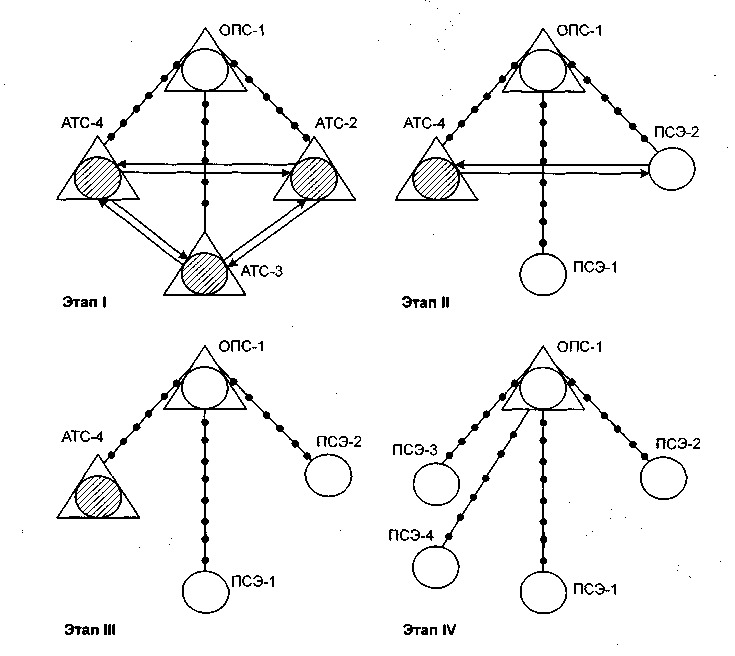 ОПС-1
АТС-4
АТС-2
АТС-3
Этап I
ОПС-1
АТС-4
ПСЭ-2
ПСЭ-1
Этап II
ОПС-1
АТС-4
ПСЭ-2
ПСЭ-1
Этап III
ОПС-1
ПСЭ-3
ПСЭ-2
ПСЭ-4
ПСЭ-1
Этап IV